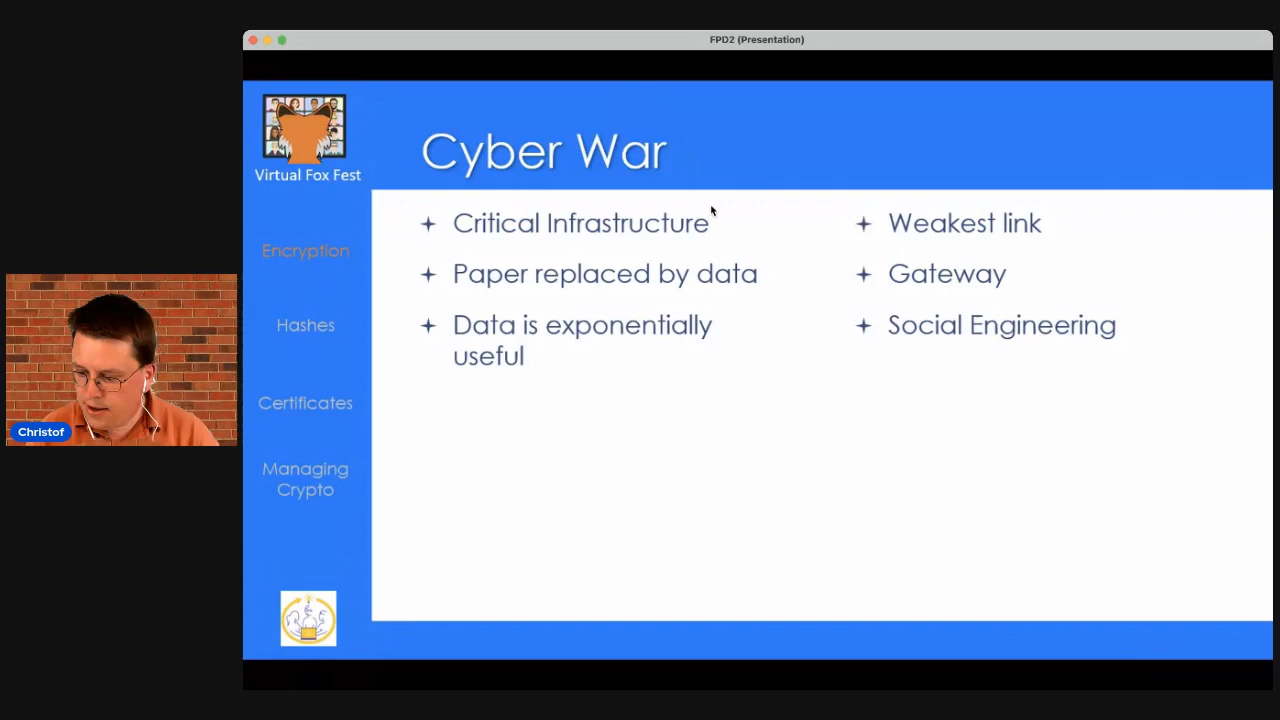 FPD2 (Presentation)
Virtual Fox Fest
Cyber War
Encryption
Hashes
Certificates
Managing
Crypto
Critical Infrastructure
Paper replaced by data
Data is exponentially
useful
Weakest link
Gateway
Social Engineering
Christof